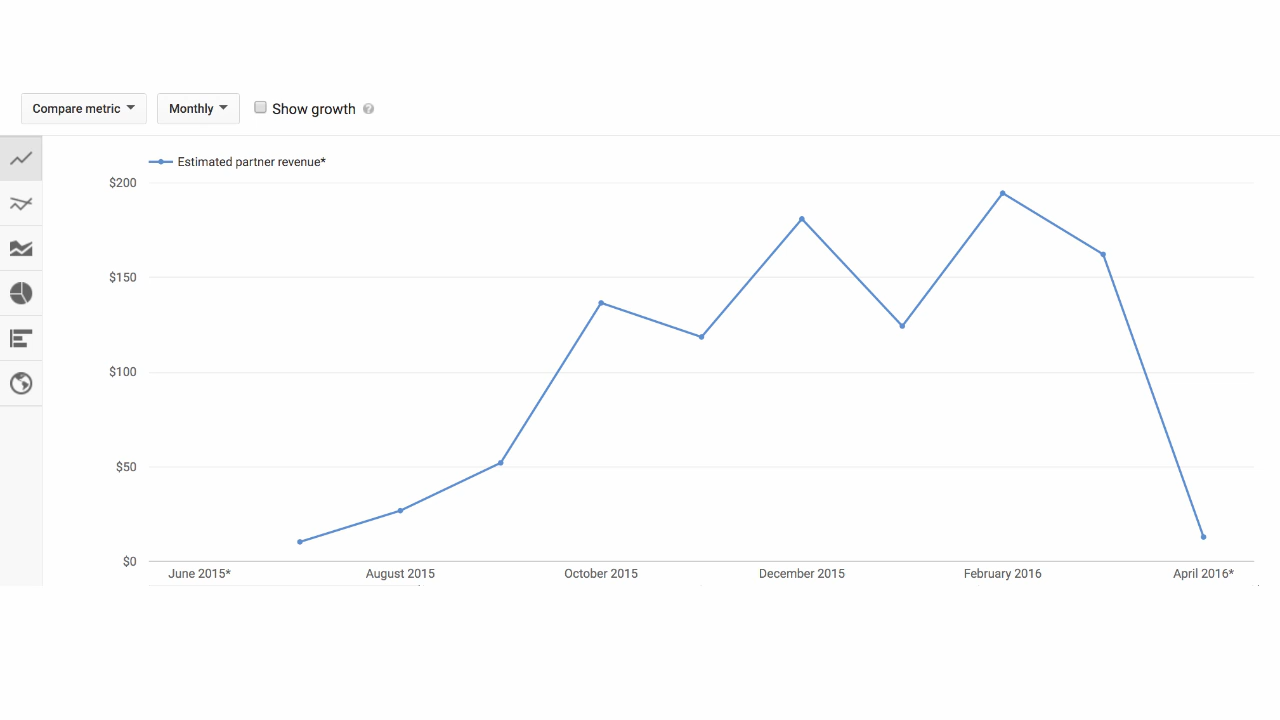 Compare metric Monthly Show growth ?
Estimated partner revenue*
$200
$150
$100
$50
$0
June 2015* August 2015 October 2015 December 2015 February 2016 April 2016*